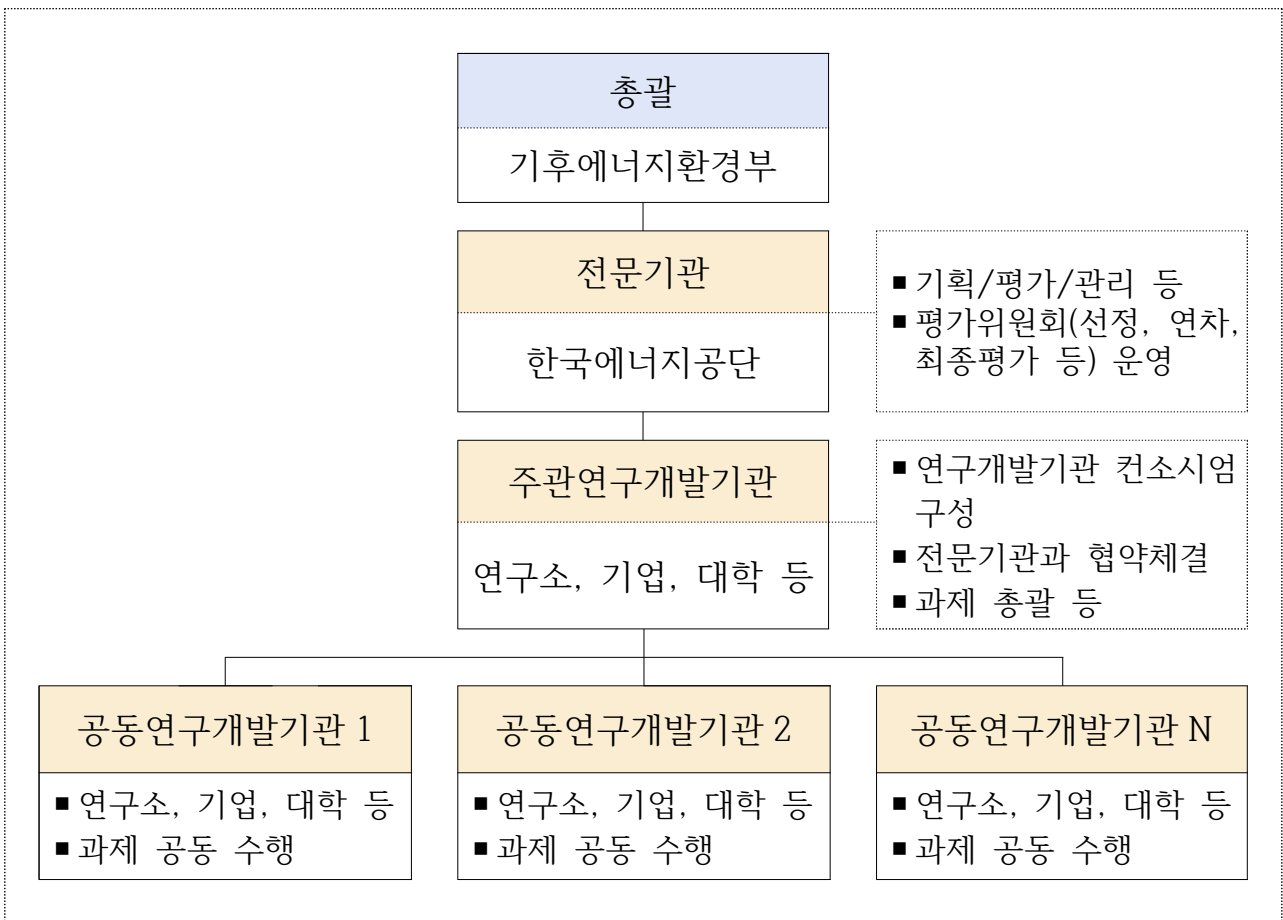 총괄
기후에너지환경부
전문기관
한국에너지공단
■ 기획/평가/관리 등
■ 평가위원회(선정, 연차,
최종평가 등) 운영
주관연구개발기관
연구소, 기업, 대학 등
■ 연구개발기관 컨소시엄
구성
■ 전문기관과 협약체결
■ 과제 총괄 등
공동연구개발기관 1
■ 연구소, 기업, 대학 등
■ 과제 공동 수행
공동연구개발기관 2
■ 연구소, 기업, 대학 등
■ 과제 공동 수행
공동연구개발기관 N
■ 연구소, 기업, 대학 등
■ 과제 공동 수행